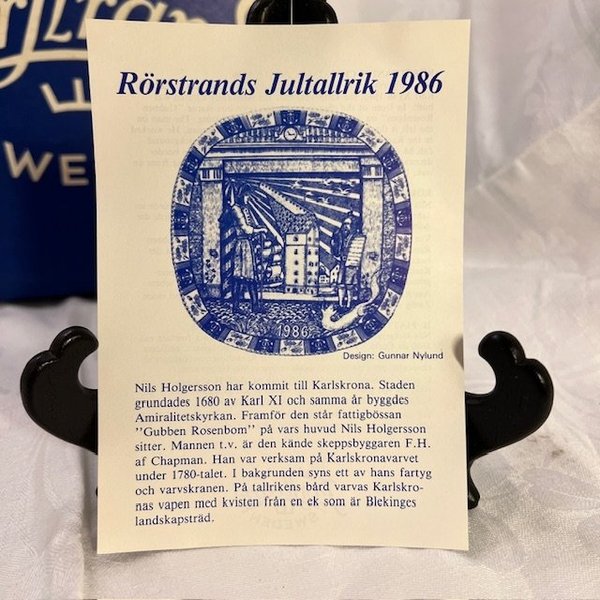 Rörstrands Jultallrik 1986
1986
Design: Gunnar Nylund
Nils Holgersson har kommit till Karlskrona. Staden
grundades 1680 av Karl XI och samma år byggdes
Amiralitetskyrkan. Framför den står fattigbössan
''Gubben Rosenbom'' på vars huvud Nils Holgersson
sitter. Mannen t.v. är den kände skeppsbyggaren F.H.
af Chapman. Han var verksam på Karlskronavarvet
under 1780-talet. I bakgrunden syns ett av hans fartyg
och varvskranen. På tallrikens bård varvas Karlskro-
nas vapen med kvisten från en ek som är Blekinges
landskapsträd.